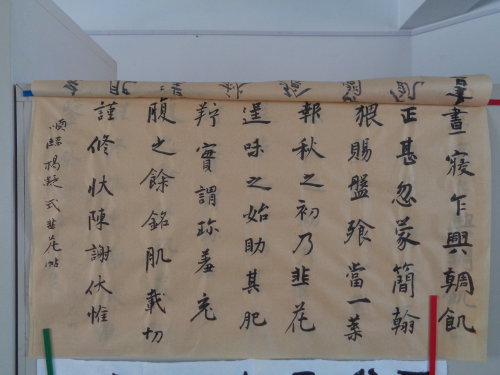 晝寢乍興輖飢
正甚忽蒙簡翰
猥賜盤飧當一葉
報秋之初乃韭花
逞味之始助其肥
羜實謂珍羞充
腹之餘銘肌載切
謹修狀陳謝伏惟
順臨楊凝式韭花帖